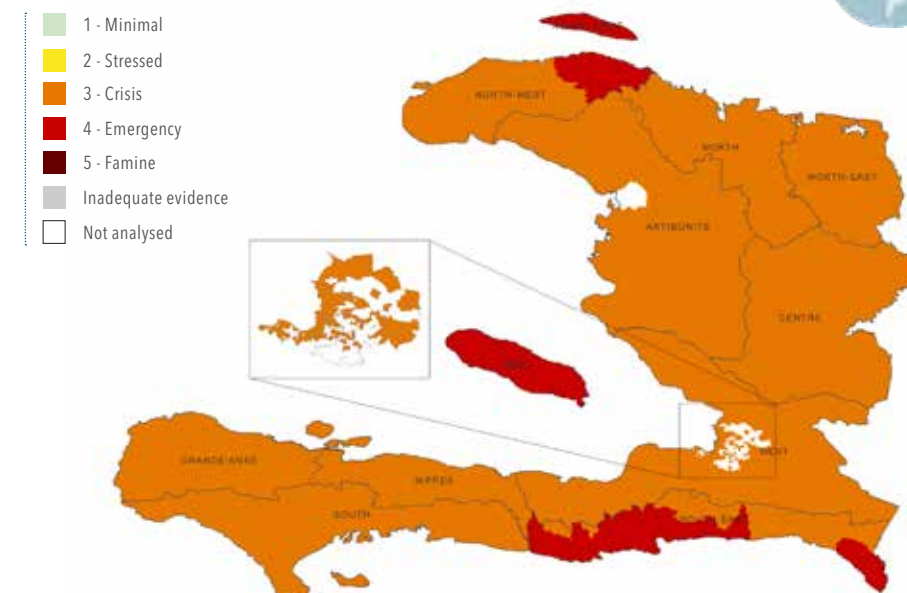 1 - Minimal
2 - Stressed
3 - Crisis
4 - Emergency
5 - Famine
Inadequate evidence
Not analysed
NORTH-WEST
NORTH
NORTH-EAST
ARTIBONITE
CENTRE
WEST
GRANDE-ANSE
NIPPES
SOUTH